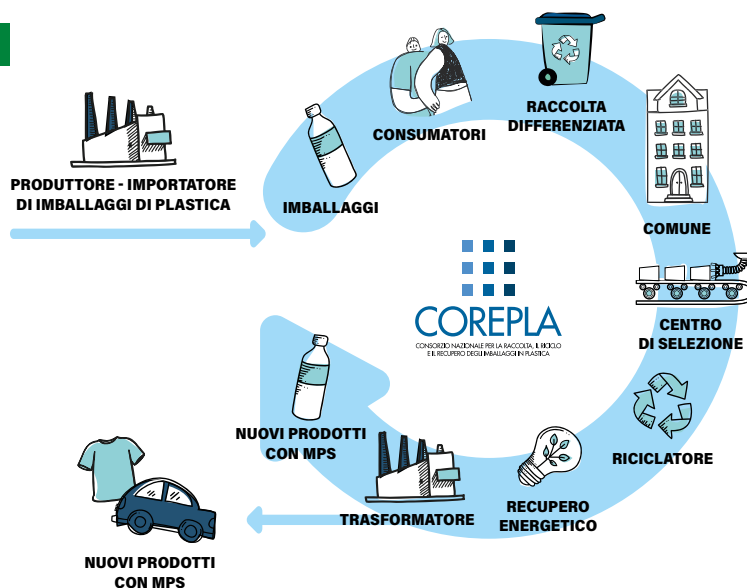 PRODUTTORE - IMPORTATORE
DI IMBALLAGGI DI PLASTICA
IMBALLAGGI
CONSUMATORI
RACCOLTA
DIFFERENZIATA
COMUNE
CENTRO
DI SELEZIONE
RICICLATORE
RECUPERO
ENERGETICO
TRASFORMATORE
NUOVI PRODOTTI
CON MPS
NUOVI PRODOTTI
CON MPS
COREPLA
CONSORZIO NAZIONALE PER LA RACCOLTA, IL RICICLO
E IL RECUPERO DEGLI IMBALLAGGI IN PLASTICA